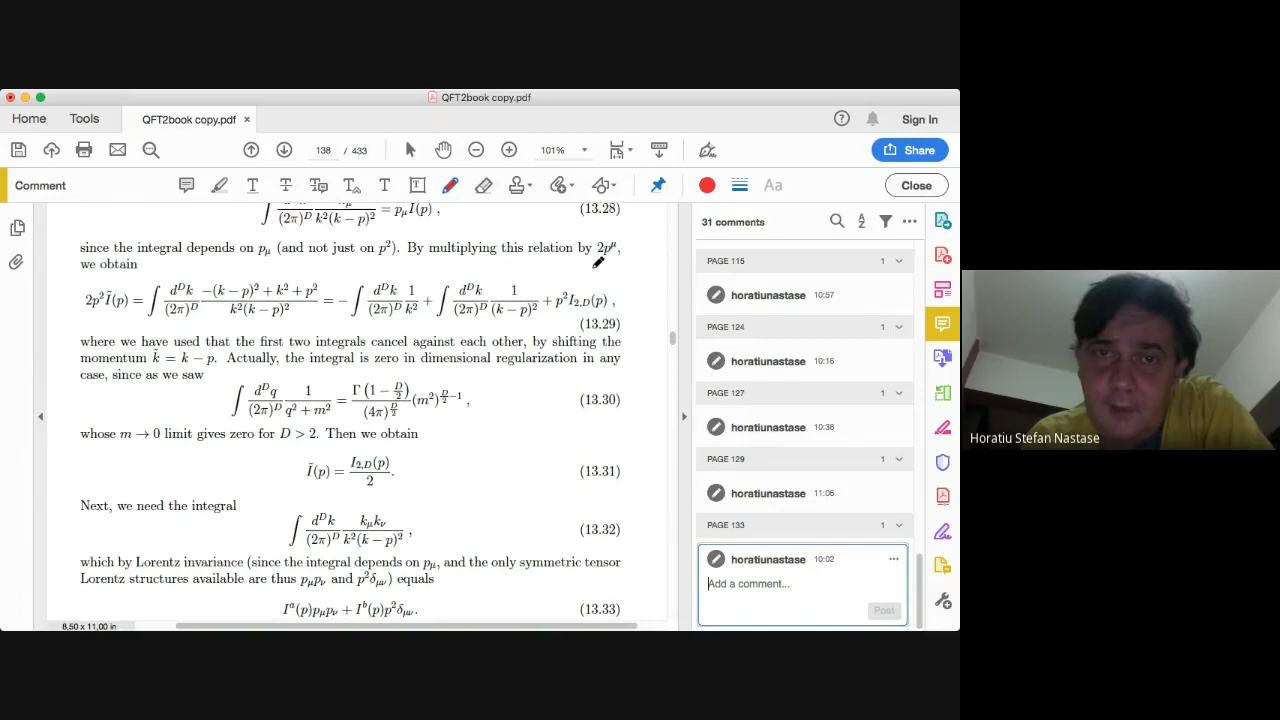 QFT2book copy.pdf
Home Tools QFT2book copy.pdf × Sign In
138 / 433 101% Share
Comment Aa Close
∫ (2π)^D k²(k − p)² = p_μ I(p) , (13.28)
since the integral depends on p_μ (and not just on p²). By multiplying this relation by 2p^μ,
we obtain
2p²Ĩ(p) = ∫ d^Dk/(2π)^D (−(k − p)² + k² + p²)/(k²(k − p)²) = − ∫ d^Dk/(2π)^D 1/k² + ∫ d^Dk/(2π)^D 1/(k − p)² + p²I_{2,D}(p) ,
(13.29)
where we have used that the first two integrals cancel against each other, by shifting the
momentum k̃ = k − p. Actually, the integral is zero in dimensional regularization in any
case, since as we saw
∫ d^Dq/(2π)^D 1/(q² + m²) = Γ(1 − D/2)/(4π)^{D/2} (m²)^{D/2−1} , (13.30)
whose m → 0 limit gives zero for D > 2. Then we obtain
Ĩ(p) = I_{2,D}(p)/2. (13.31)
Next, we need the integral
∫ d^Dk/(2π)^D k_μk_ν/(k²(k − p)²) , (13.32)
which by Lorentz invariance (since the integral depends on p_μ, and the only symmetric tensor
Lorentz structures available are thus p_μp_ν and p²δ_μν) equals
I^a(p)p_μp_ν + I^b(p)p²δ_μν. (13.33)
8,50 x 11,00 in
31 comments
PAGE 115 1
horatiunastase 10:57
PAGE 124 1
horatiunastase 10:16
PAGE 127 1
horatiunastase 10:38
PAGE 129 1
horatiunastase 11:06
PAGE 133 1
horatiunastase 10:02
Add a comment...
Post
Horatiu Stefan Nastase